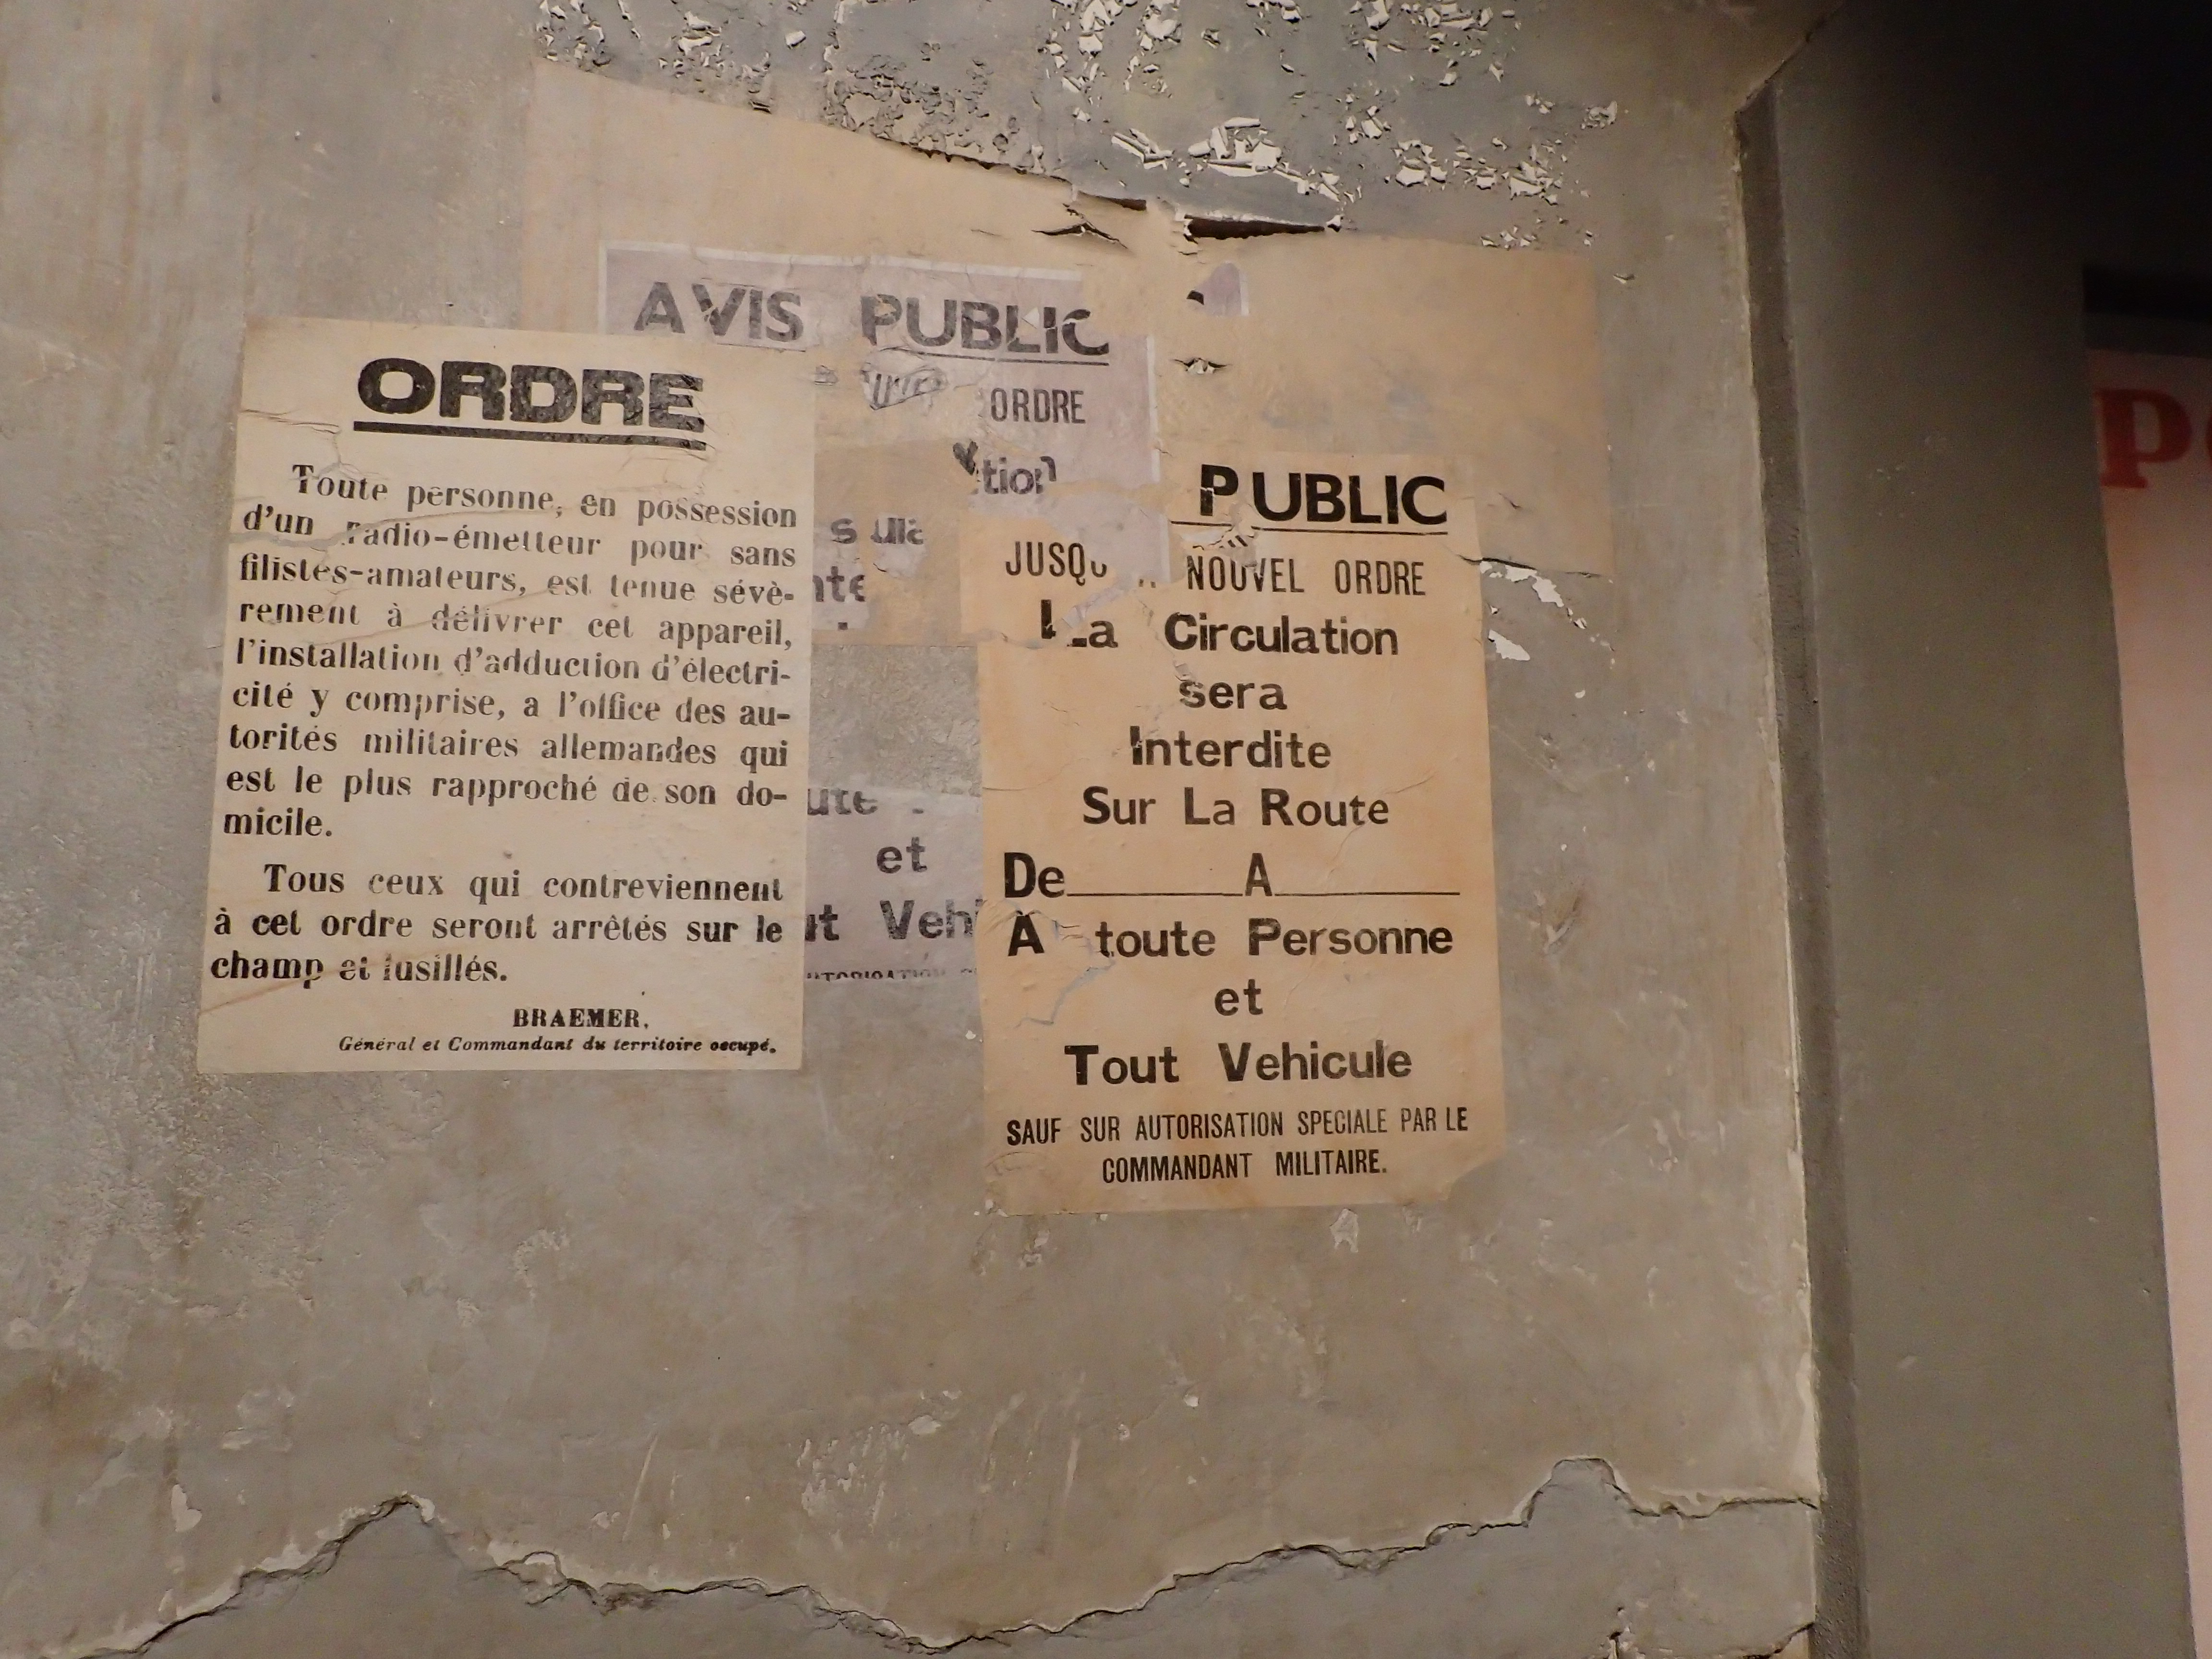 ORDRE
Toute personne, en possession
d'un radio-émetteur pour sans
filistes-amateurs, est tenue sévè-
rement à délivrer cet appareil,
l'installation d'adduction d'électri-
cité y comprise, a l'office des au-
torités militaires allemandes qui
est le plus rapproché de son do-
micile.
Tous ceux qui contreviennent
à cet ordre seront arrêtés sur le
champ et fusillés.
BRAEMER,
Général et Commandant du territoire occupé.
AVIS PUBLIC
ORDRE
tion
et
Vehi
PUBLIC
JUSQU NOUVEL ORDRE
La Circulation
sera
Interdite
Sur La Route
De A
A toute Personne
et
Tout Vehicule
SAUF SUR AUTORISATION SPECIALE PAR LE
COMMANDANT MILITAIRE.